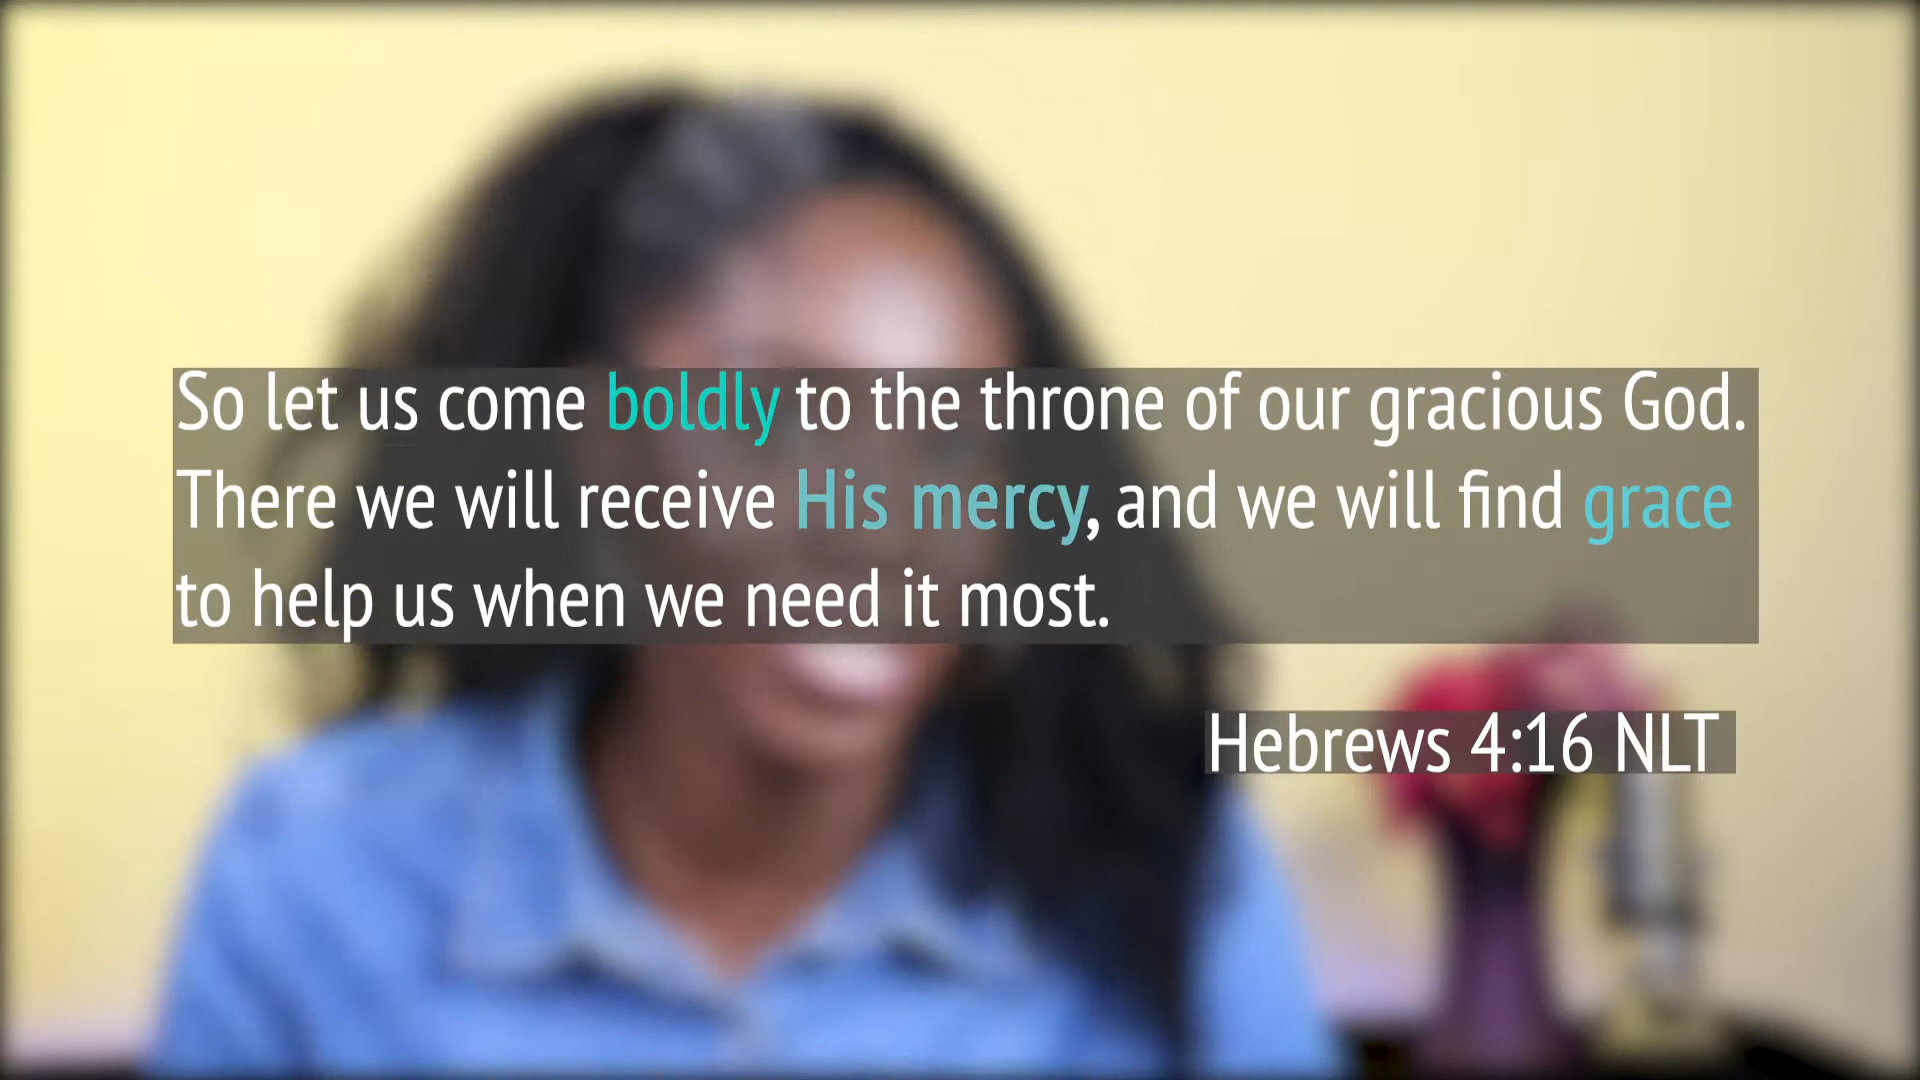 So let us come boldly to the throne of our gracious God.
There we will receive His mercy, and we will find grace
to help us when we need it most.
Hebrews 4:16 NLT